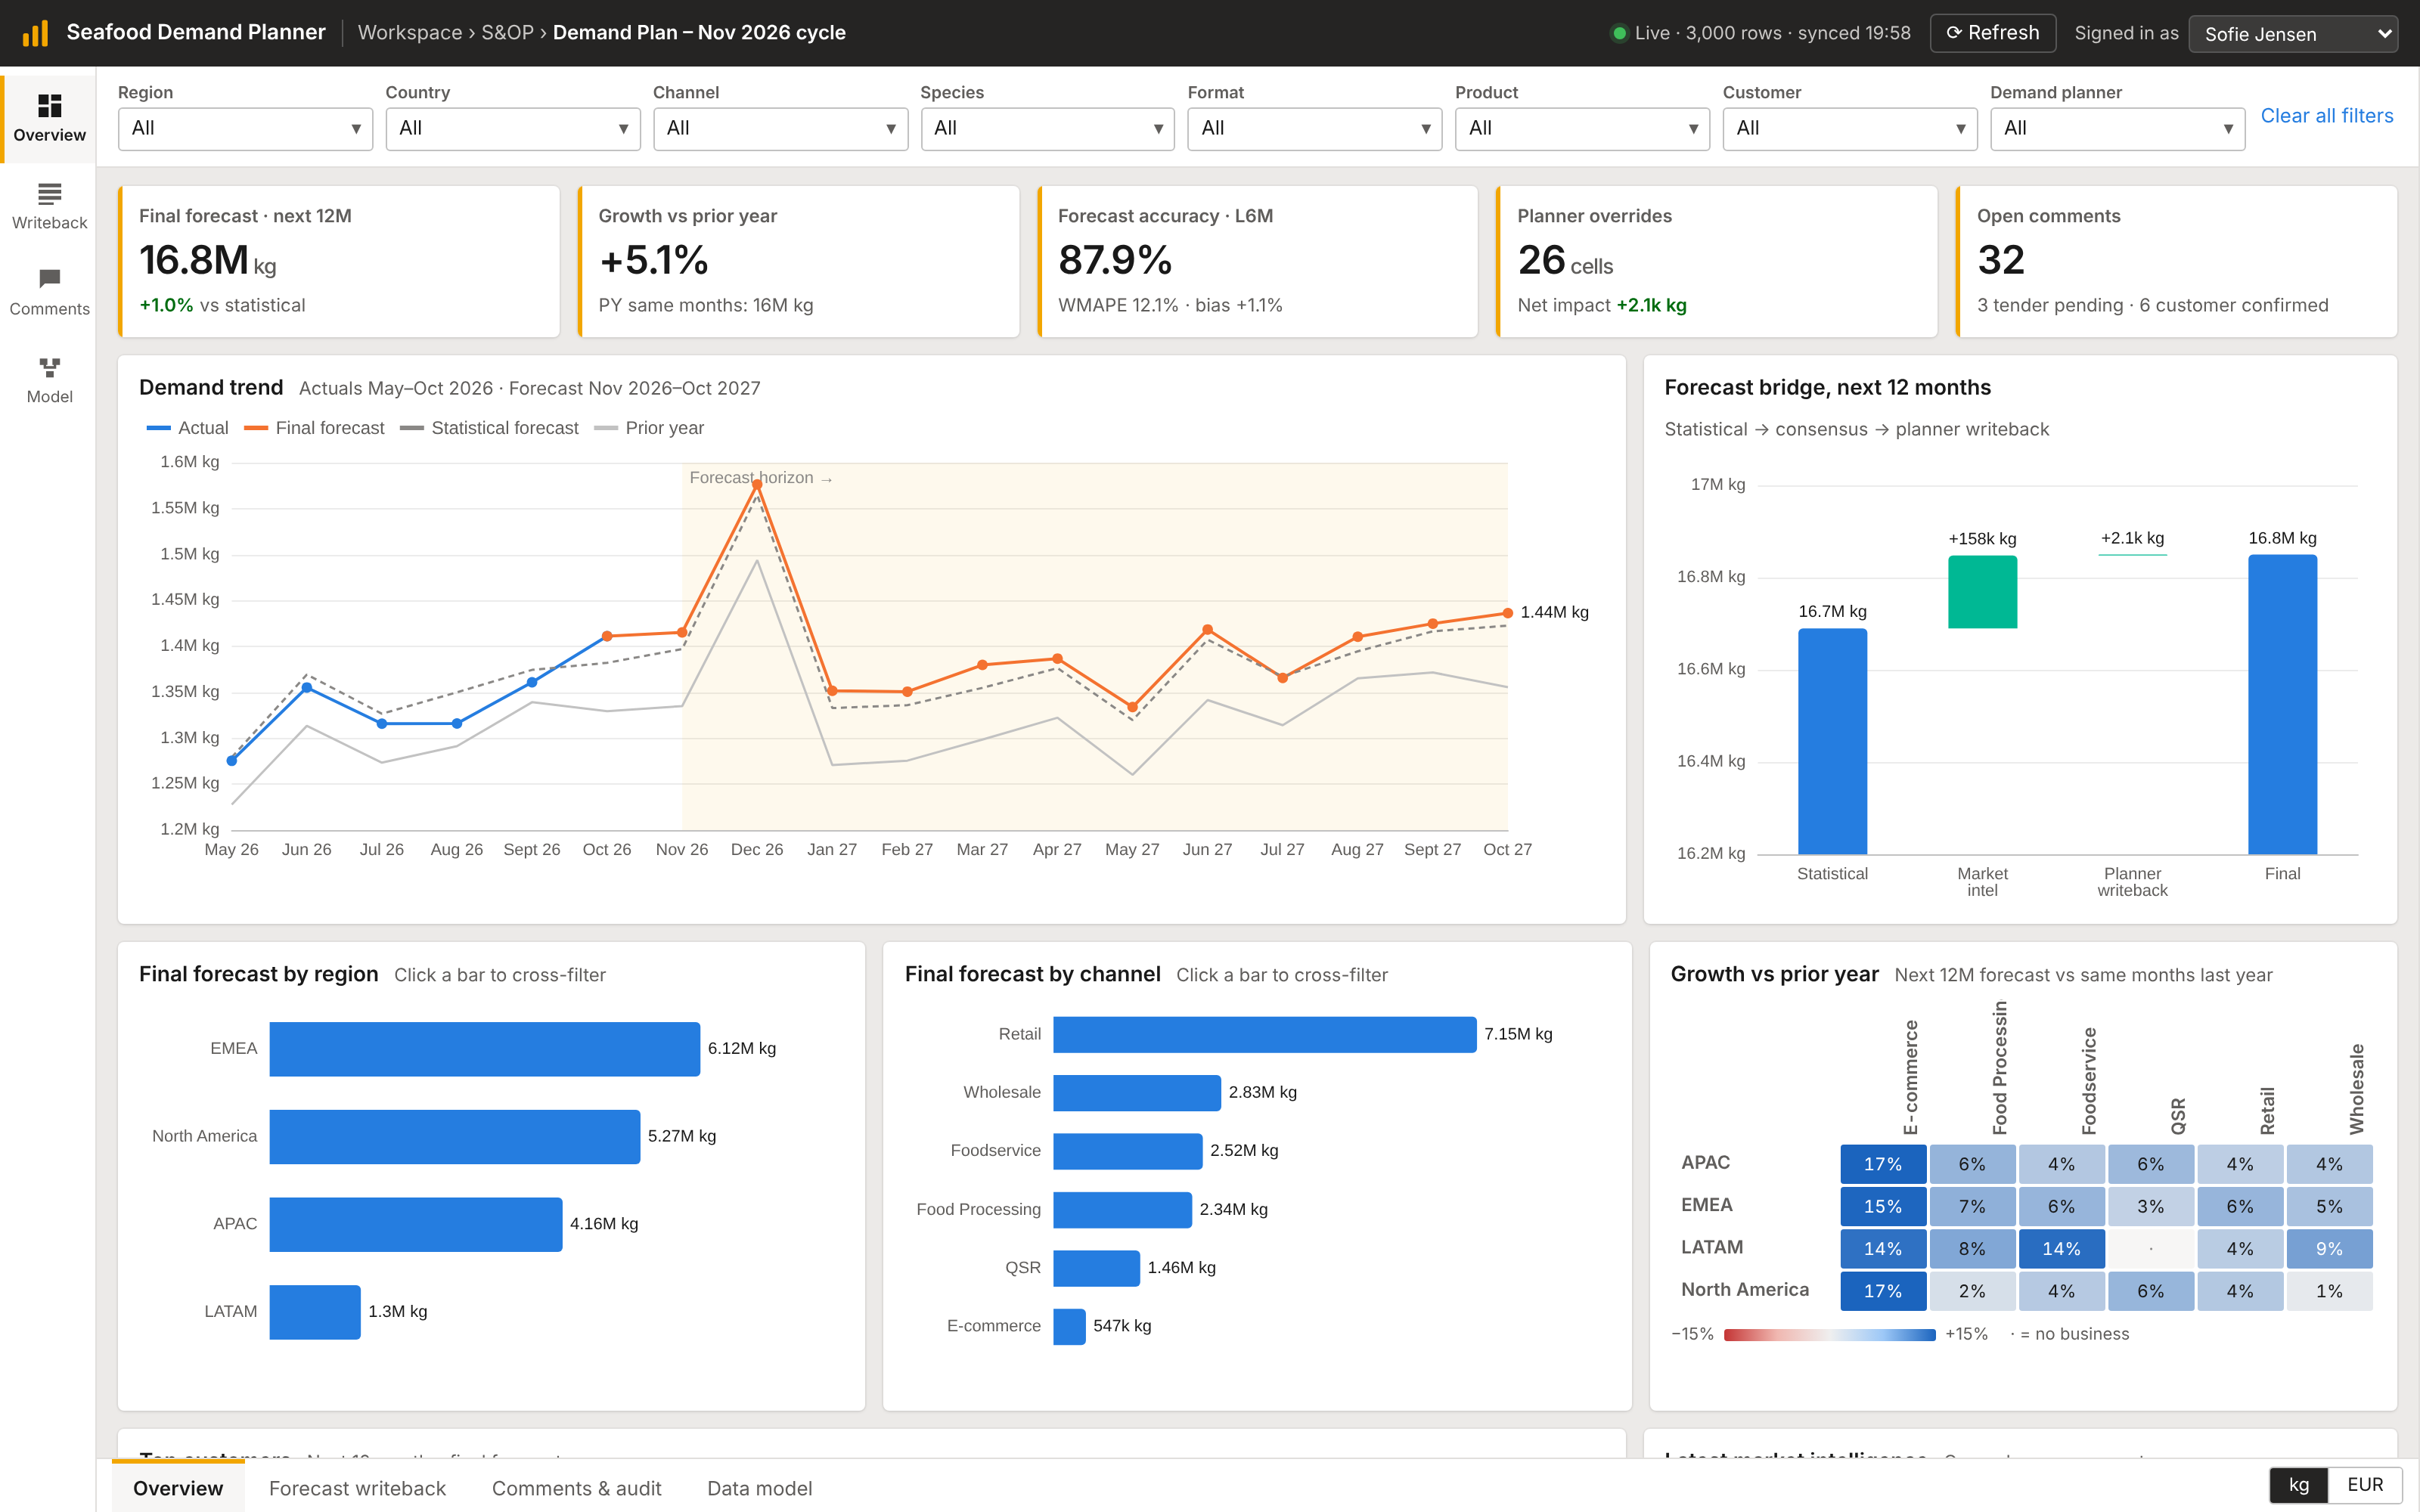 Seafood Demand Planner
Workspace › S&OP › Demand Plan – Nov 2026 cycle
Live · 3,000 rows · synced 19:58
⟳ Refresh
Signed in as
Sofie Jensen
Overview
Writeback
Comments
Model
Region
Country
Channel
Species
Format
Product
Customer
Demand planner
All
All
All
All
All
All
All
All
Clear all filters
Final forecast · next 12M
16.8M kg
+1.0% vs statistical
Growth vs prior year
+5.1%
PY same months: 16M kg
Forecast accuracy · L6M
87.9%
WMAPE 12.1% · bias +1.1%
Planner overrides
26 cells
Net impact +2.1k kg
Open comments
32
3 tender pending · 6 customer confirmed
Demand trend Actuals May–Oct 2026 · Forecast Nov 2026–Oct 2027
Actual Final forecast Statistical forecast Prior year
1.6M kg
1.55M kg
1.5M kg
1.45M kg
1.4M kg
1.35M kg
1.3M kg
1.25M kg
1.2M kg
Forecast horizon →
1.44M kg
May 26 Jun 26 Jul 26 Aug 26 Sept 26 Oct 26 Nov 26 Dec 26 Jan 27 Feb 27 Mar 27 Apr 27 May 27 Jun 27 Jul 27 Aug 27 Sept 27 Oct 27
Forecast bridge, next 12 months
Statistical → consensus → planner writeback
17M kg
16.8M kg
16.6M kg
16.4M kg
16.2M kg
16.7M kg
+158k kg
+2.1k kg
16.8M kg
Statistical
Market
intel
Planner
writeback
Final
Final forecast by region Click a bar to cross-filter
EMEA 6.12M kg
North America 5.27M kg
APAC 4.16M kg
LATAM 1.3M kg
Final forecast by channel Click a bar to cross-filter
Retail 7.15M kg
Wholesale 2.83M kg
Foodservice 2.52M kg
Food Processing 2.34M kg
QSR 1.46M kg
E-commerce 547k kg
Growth vs prior year Next 12M forecast vs same months last year
E-commerce
Food Processin
Foodservice
QSR
Retail
Wholesale
APAC 17% 6% 4% 6% 4% 4%
EMEA 15% 7% 6% 3% 6% 5%
LATAM 14% 8% 14% · 4% 9%
North America 17% 2% 4% 6% 4% 1%
−15% +15% · = no business
Top customers
Latest market intelligence
Overview
Forecast writeback
Comments & audit
Data model
kg
EUR